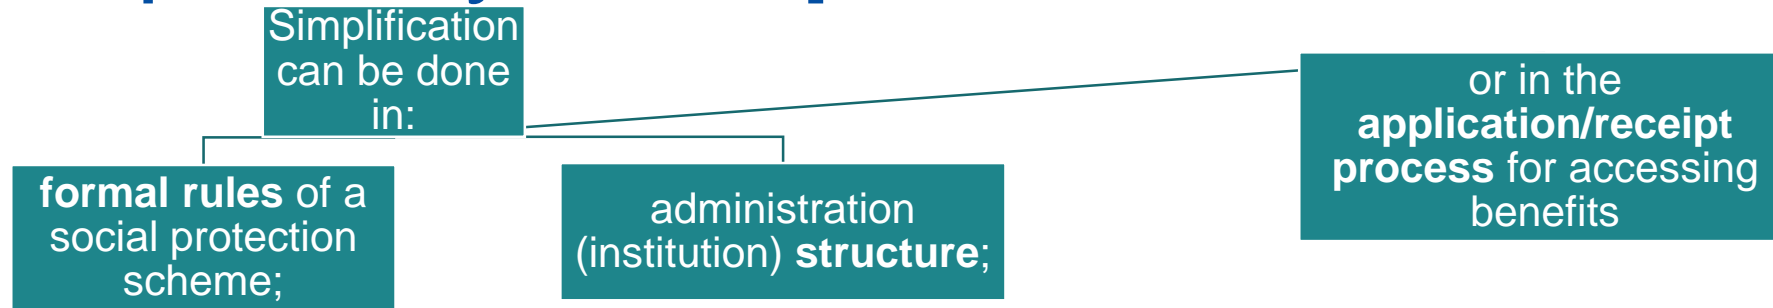 Simplification
can be done
in:
formal rules of a
social protection
scheme;
administration
(institution) structure;
or in the
application/receipt
process for accessing
benefits